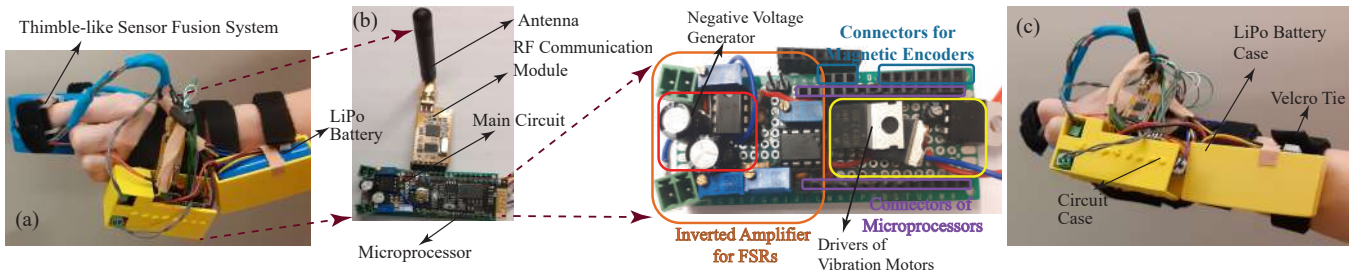 Thimble-like Sensor Fusion System
LiPo
Battery
(a)
(b)
Antenna
RF Communication
Module
Main Circuit
Microprocessor
Negative Voltage
Generator
Connectors for
Magnetic Encoders
Inverted Amplifier
for FSRs
Connectors of
Microprocessors
Drivers of
Vibration Motors
(c)
LiPo Battery
Case
Velcro Tie
Circuit
Case